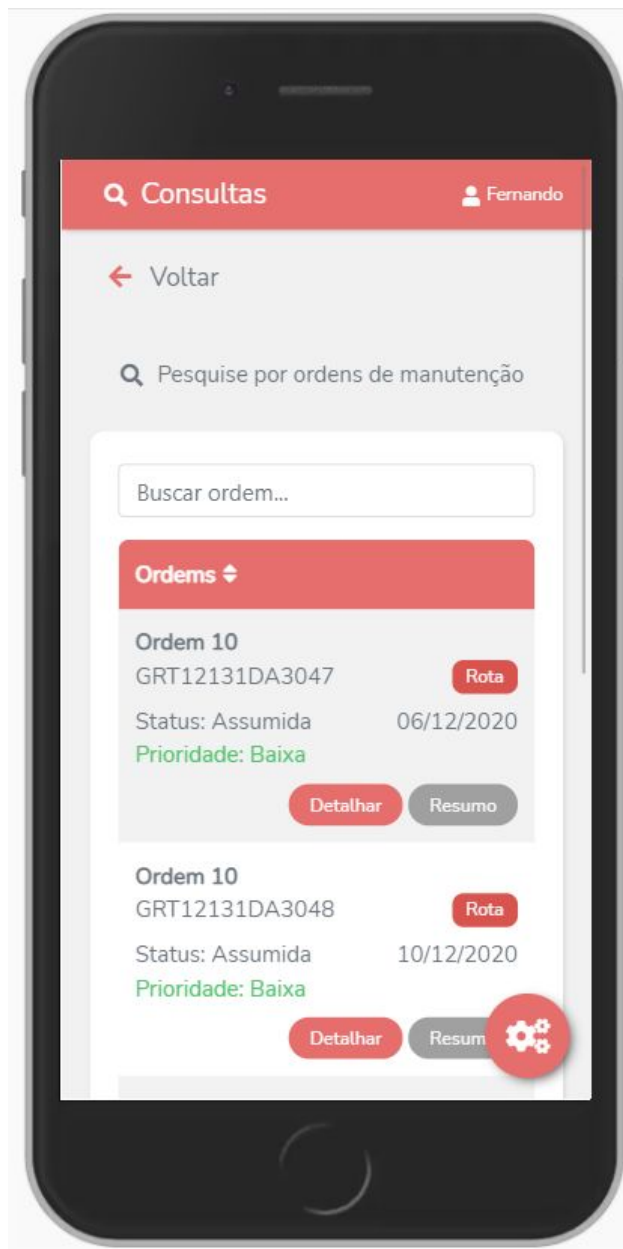 Consultas
Fernando
Voltar
Pesquise por ordens de manutenção
Buscar ordem...
Ordems
Ordem 10
GRT12131DA3047
Rota
Status: Assumida
06/12/2020
Prioridade: Baixa
Detalhar
Resumo
Ordem 10
GRT12131DA3048
Rota
Status: Assumida
10/12/2020
Prioridade: Baixa
Detalhar
Resum